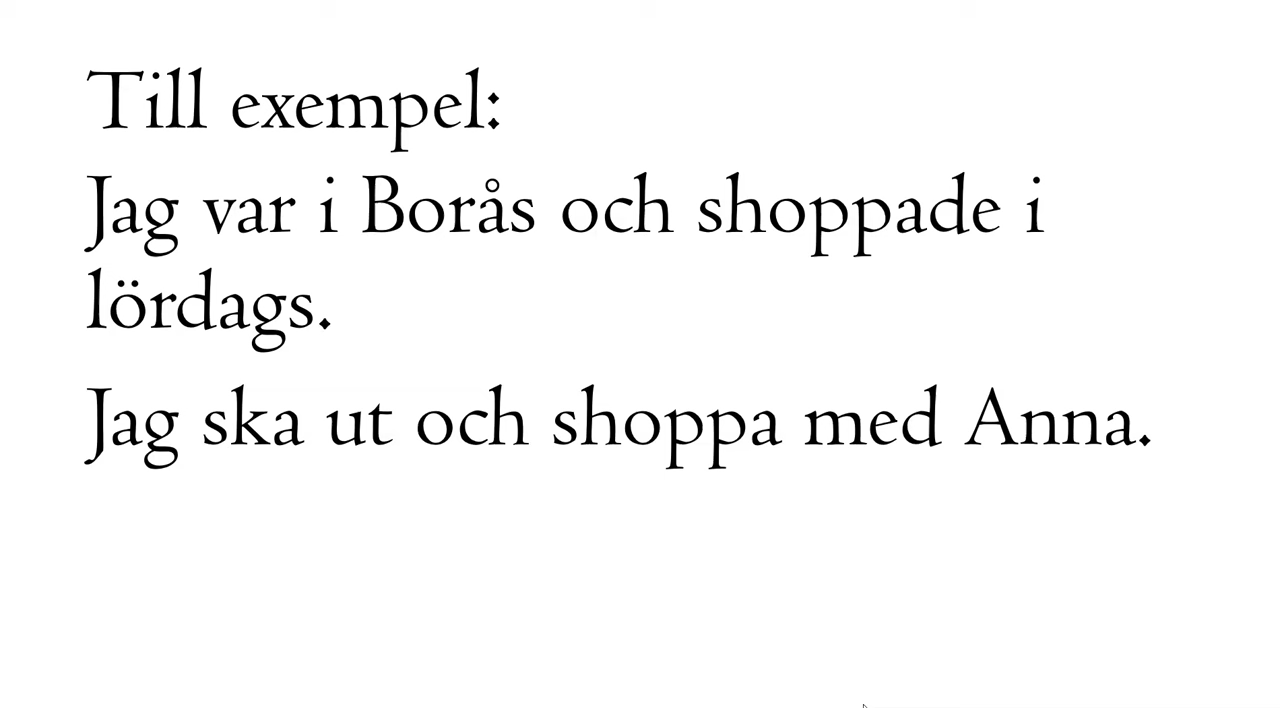 Till exempel:
Jag var i Borås och shoppade i
lördags.
Jag ska ut och shoppa med Anna.